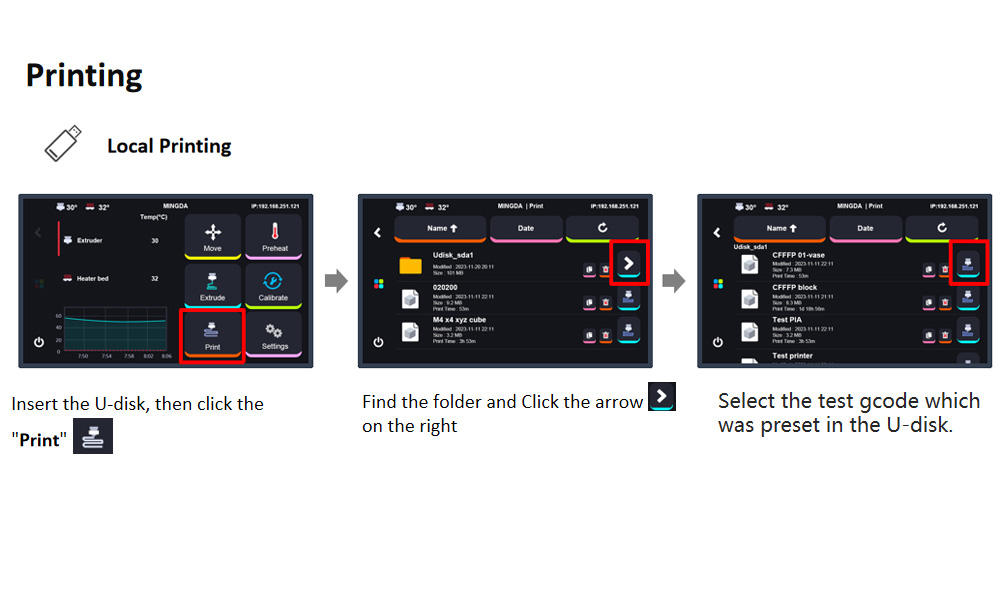 Printing
Local Printing
30° 32° MINGDA IP:192.168.251.121
Temp(°C)
Extruder 30
Heater bed 32
60
40
20
0
7:50 7:54 7:58 8:02 8:06
Move
Preheat
Extrude
Calibrate
Print
Settings
30° 32° MINGDA | Print IP:192.168.251.121
Name Date
Udisk_sda1
Modified : 2023-11-20 20:11
Size : 101 MB
020200
Modified : 2023-11-11 22:11
Size : 9.2 MB
Print Time : 53m
M4 x4 xyz cube
Modified : 2023-11-11 22:11
Size : 3.2 MB
Print Time : 3h 53m
30° 32° MINGDA | Print IP:192.168.251.121
Name Date
Udisk_sda1
CFFFP 01-vase
Modified : 2023-11-11 22:11
Size : 7.3 MB
Print Time : 53m
CFFFP block
Modified : 2023-11-11 21:11
Size : 8.3 MB
Print Time : 1d 18h 56m
Test PIA
Modified : 2023-11-11 22:11
Size : 3.2 MB
Print Time : 3h 53m
Test printer
Insert the U-disk, then click the
"Print"
Find the folder and Click the arrow
on the right
Select the test gcode which
was preset in the U-disk.